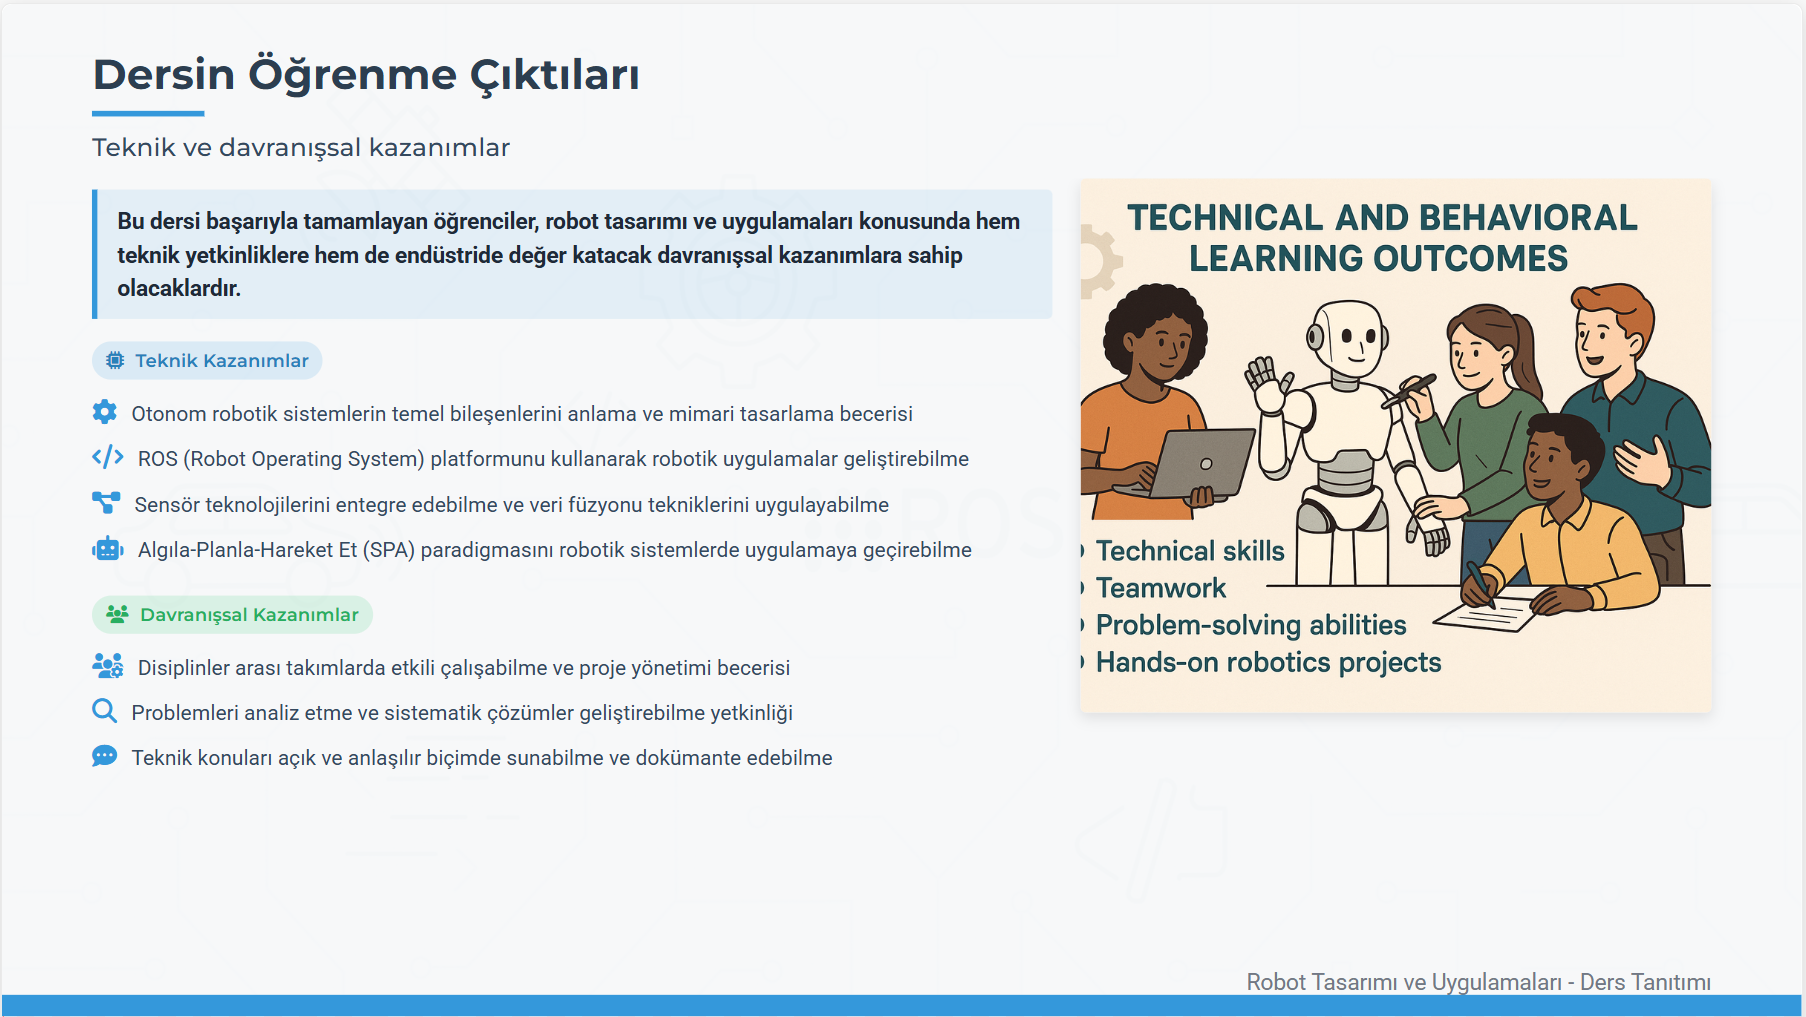 Dersin Öğrenme Çıktıları
Teknik ve davranışsal kazanımlar
Bu dersi başarıyla tamamlayan öğrenciler, robot tasarımı ve uygulamaları konusunda hem
teknik yetkinliklere hem de endüstride değer katacak davranışsal kazanımlara sahip
olacaklardır.
Teknik Kazanımlar
Otonom robotik sistemlerin temel bileşenlerini anlama ve mimari tasarlama becerisi
ROS (Robot Operating System) platformunu kullanarak robotik uygulamalar geliştirebilme
Sensör teknolojilerini entegre edebilme ve veri füzyonu tekniklerini uygulayabilme
Algıla-Planla-Hareket Et (SPA) paradigmasını robotik sistemlerde uygulamaya geçirebilme
Davranışsal Kazanımlar
Disiplinler arası takımlarda etkili çalışabilme ve proje yönetimi becerisi
Problemleri analiz etme ve sistematik çözümler geliştirebilme yetkinliği
Teknik konuları açık ve anlaşılır biçimde sunabilme ve dokümante edebilme
TECHNICAL AND BEHAVIORAL
LEARNING OUTCOMES
Technical skills
Teamwork
Problem-solving abilities
Hands-on robotics projects
ROS
Robot Tasarımı ve Uygulamaları - Ders Tanıtımı